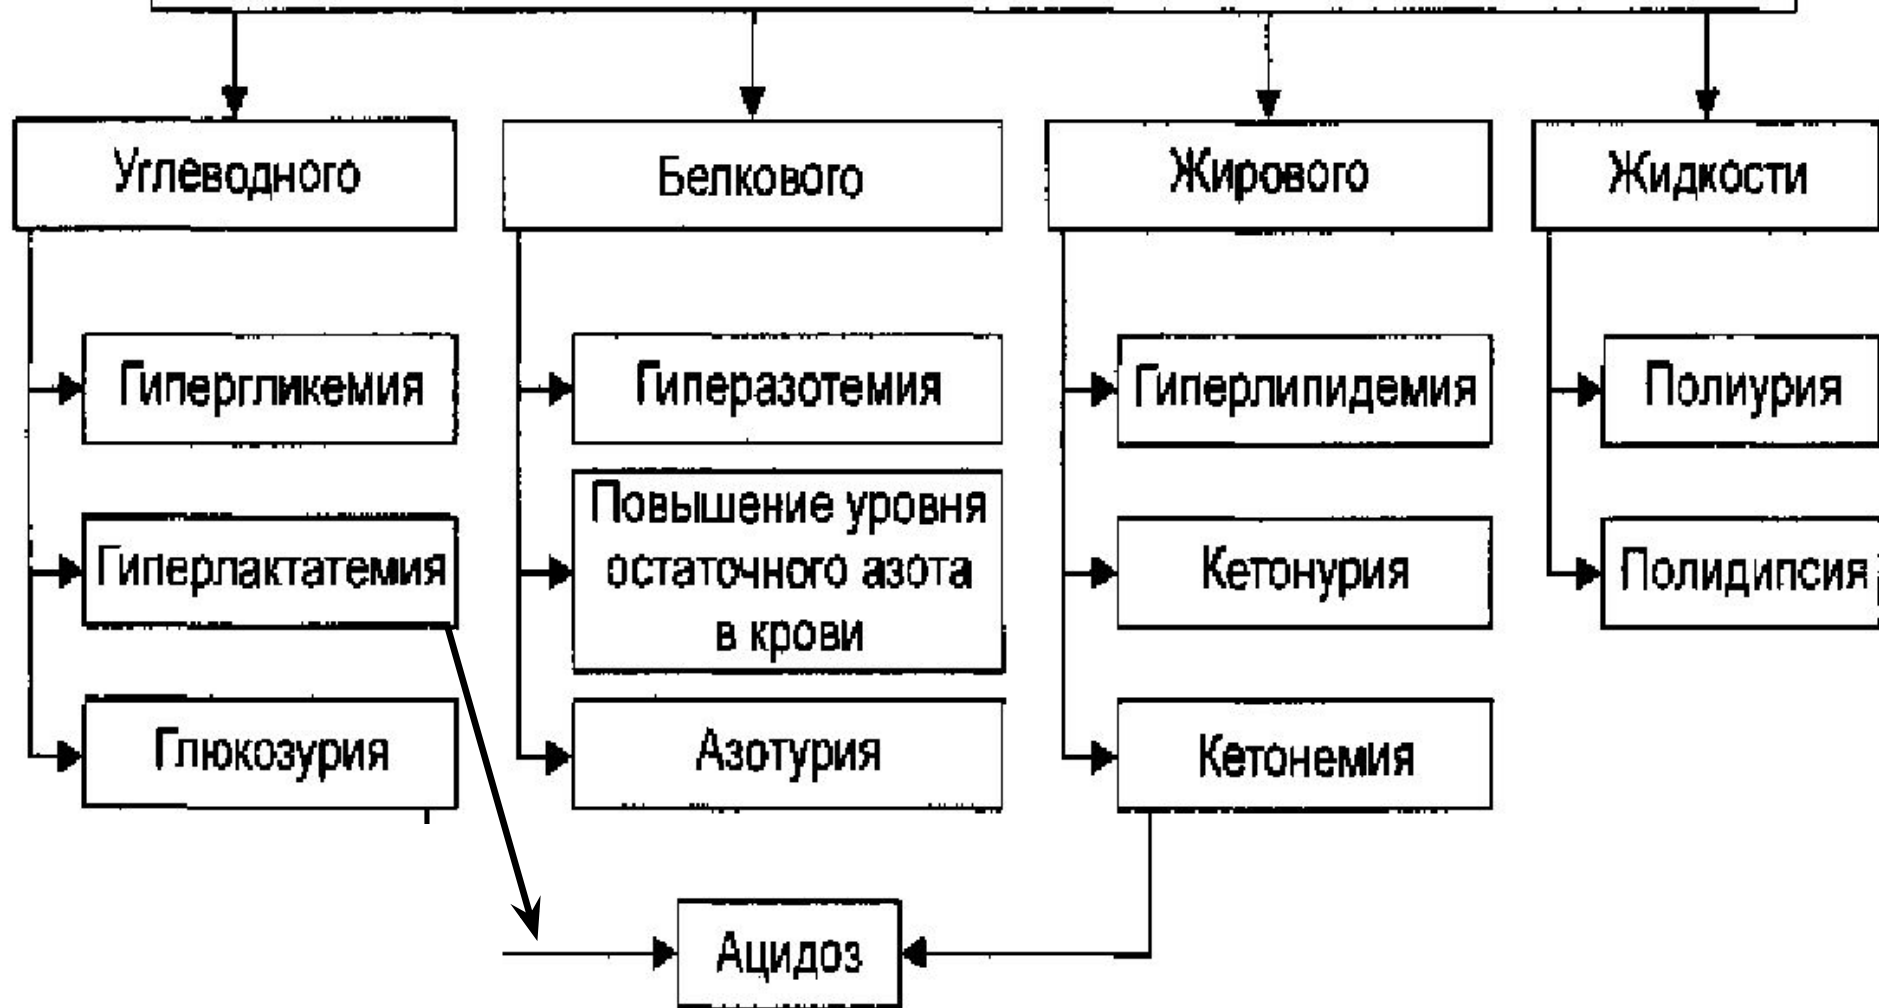 Углеводного
Белкового
Жирового
Жидкости
Гипергликемия
Гиперазотемия
Гиперлипидемия
Полиурия
Гиперлактатемия
Повышение уровня
остаточного азота
в крови
Кетонурия
Полидипсия
Глюкозурия
Азотурия
Кетонемия
Ацидоз